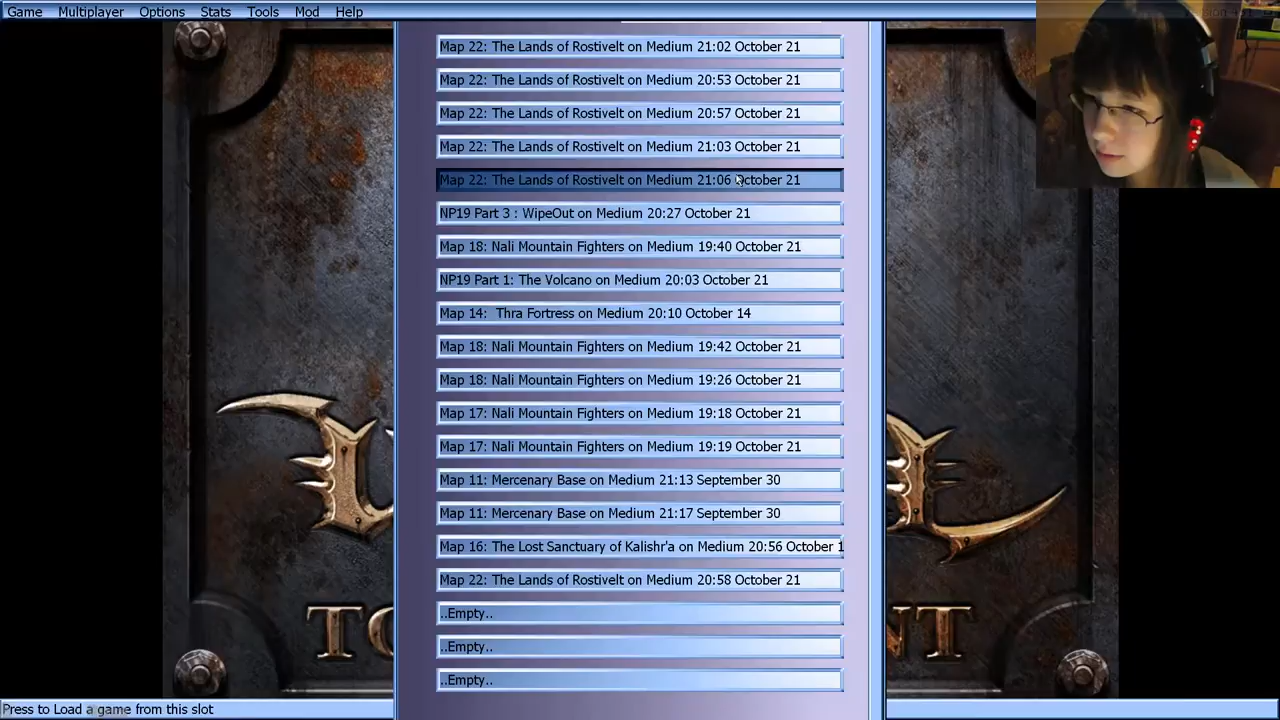 Game Multiplayer Options Stats Tools Mod Help
Map 22: The Lands of Rostivelt on Medium 21:02 October 21
Map 22: The Lands of Rostivelt on Medium 20:53 October 21
Map 22: The Lands of Rostivelt on Medium 20:57 October 21
Map 22: The Lands of Rostivelt on Medium 21:03 October 21
Map 22: The Lands of Rostivelt on Medium 21:06 October 21
NP19 Part 3 : WipeOut on Medium 20:27 October 21
Map 18: Nali Mountain Fighters on Medium 19:40 October 21
NP19 Part 1: The Volcano on Medium 20:03 October 21
Map 14:  Thra Fortress on Medium 20:10 October 14
Map 18: Nali Mountain Fighters on Medium 19:42 October 21
Map 18: Nali Mountain Fighters on Medium 19:26 October 21
Map 17: Nali Mountain Fighters on Medium 19:18 October 21
Map 17: Nali Mountain Fighters on Medium 19:19 October 21
Map 11: Mercenary Base on Medium 21:13 September 30
Map 11: Mercenary Base on Medium 21:17 September 30
Map 16: The Lost Sanctuary of Kalishr'a on Medium 20:56 October 1
Map 22: The Lands of Rostivelt on Medium 20:58 October 21
..Empty..
..Empty..
..Empty..
Press to Load a game from this slot